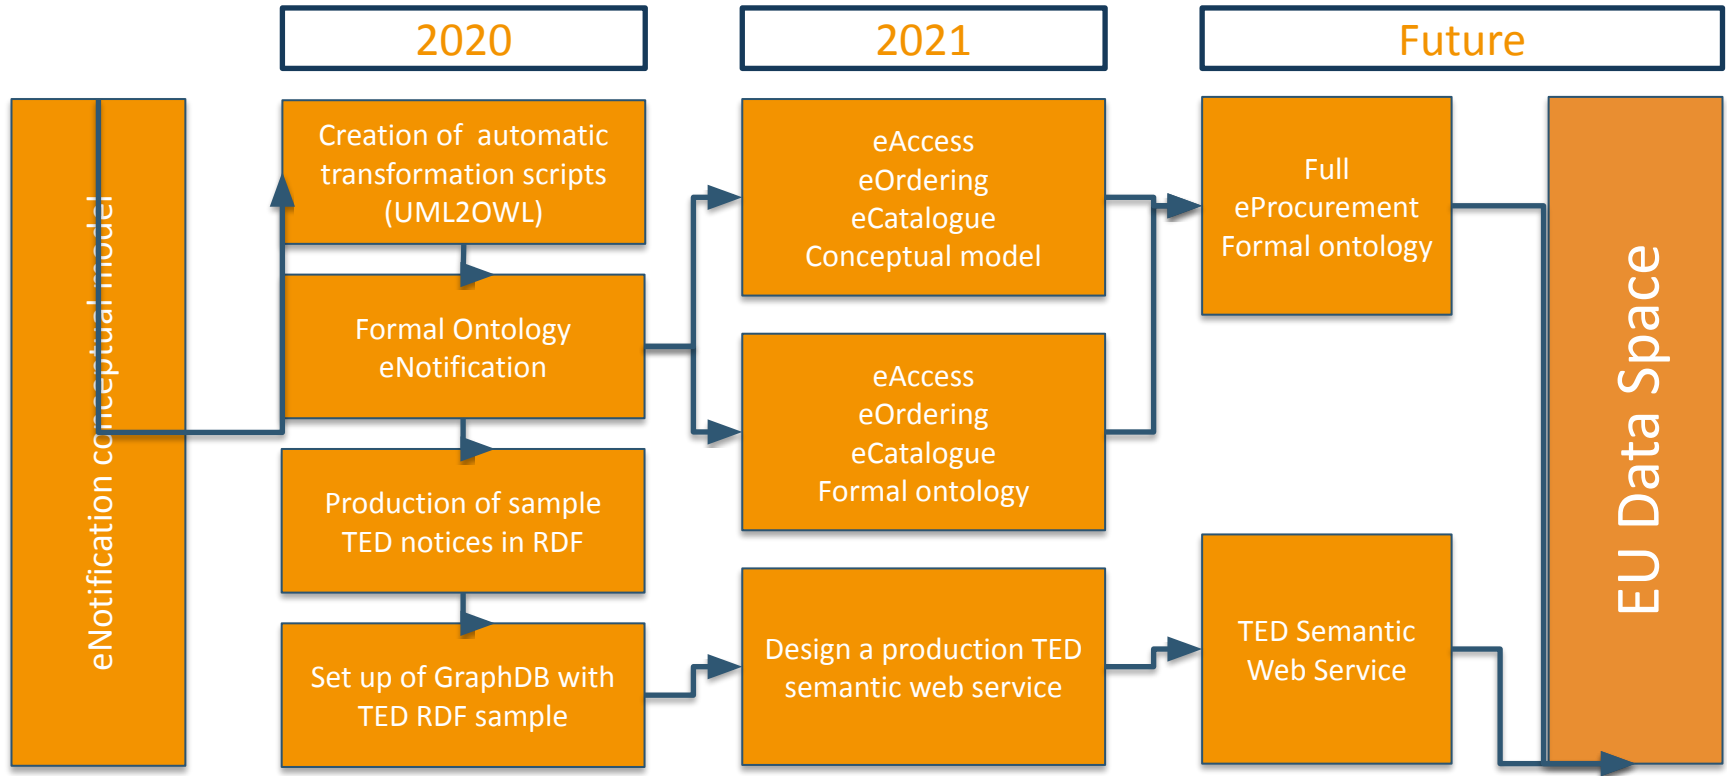 2020
2021
Future
eNotification conceptual model
Creation of automatic
transformation scripts
(UML2OWL)
Formal Ontology
eNotification
Production of sample
TED notices in RDF
Set up of GraphDB with
TED RDF sample
eAccess
eOrdering
eCatalogue
Conceptual model
eAccess
eOrdering
eCatalogue
Formal ontology
Design a production TED
semantic web service
Full
eProcurement
Formal ontology
TED Semantic
Web Service
EU Data Space